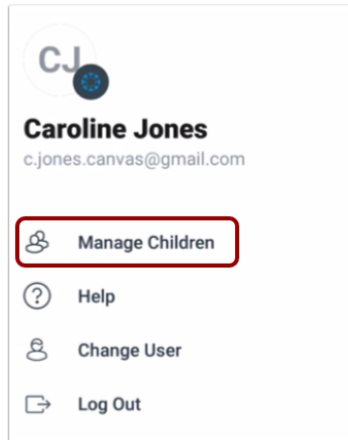 CJ
Caroline Jones
c.jones.canvas@gmail.com
Manage Children
Help
Change User
Log Out